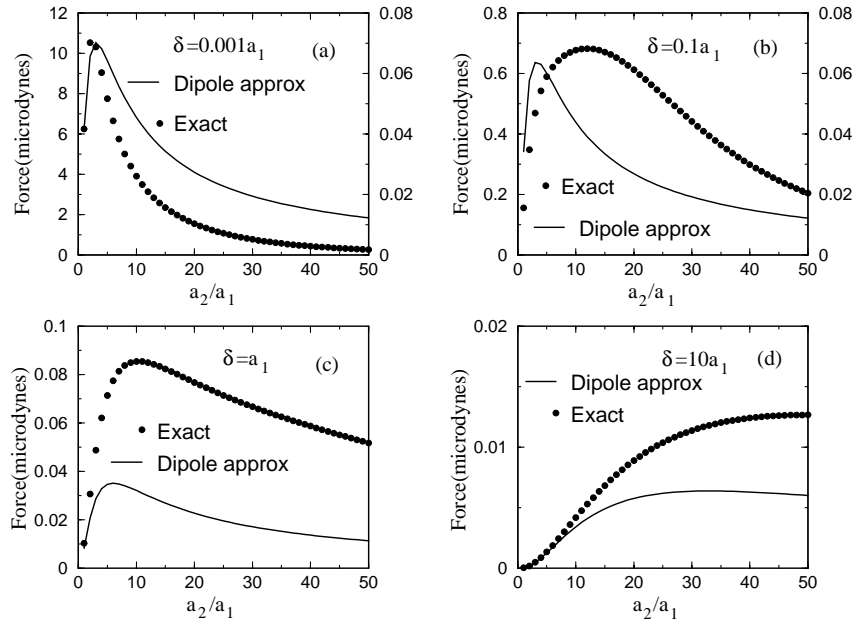 12
10
8
6
4
2
0
0.08
0.06
0.04
0.02
0
0 10 20 30 40 50
Force(microdynes)
a₂/a₁
δ=0.001a₁
(a)
Dipole approx
Exact
0.8
0.6
0.4
0.2
0
0.08
0.06
0.04
0.02
0
0 10 20 30 40 50
Force(microdynes)
a₂/a₁
δ=0.1a₁
(b)
Exact
Dipole approx
0.1
0.08
0.06
0.04
0.02
0
0 10 20 30 40 50
Force(microdynes)
a₂/a₁
δ=a₁
(c)
Exact
Dipole approx
0.02
0.01
0
0 10 20 30 40 50
Force(microdynes)
a₂/a₁
δ=10a₁
(d)
Dipole approx
Exact